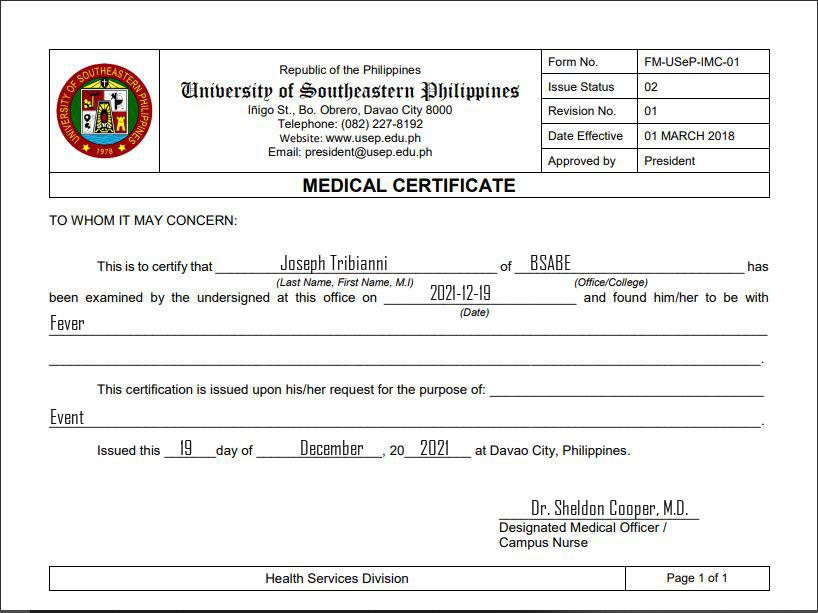 UNIVERSITY OF SOUTHEASTERN PHILIPPINES
1978
Republic of the Philippines
University of Southeastern Philippines
Iñigo St., Bo. Obrero, Davao City 8000
Telephone: (082) 227-8192
Website: www.usep.edu.ph
Email: president@usep.edu.ph
Form No. FM-USeP-IMC-01
Issue Status 02
Revision No. 01
Date Effective 01 MARCH 2018
Approved by President
MEDICAL CERTIFICATE
TO WHOM IT MAY CONCERN:
This is to certify that Joseph Tribianni of BSABE has
(Last Name, First Name, M.I) (Office/College)
been examined by the undersigned at this office on 2021-12-19 and found him/her to be with
(Date)
Fever
.
This certification is issued upon his/her request for the purpose of:
Event .
Issued this 19 day of December, 20 2021 at Davao City, Philippines.
Dr. Sheldon Cooper, M.D.
Designated Medical Officer /
Campus Nurse
Health Services Division Page 1 of 1